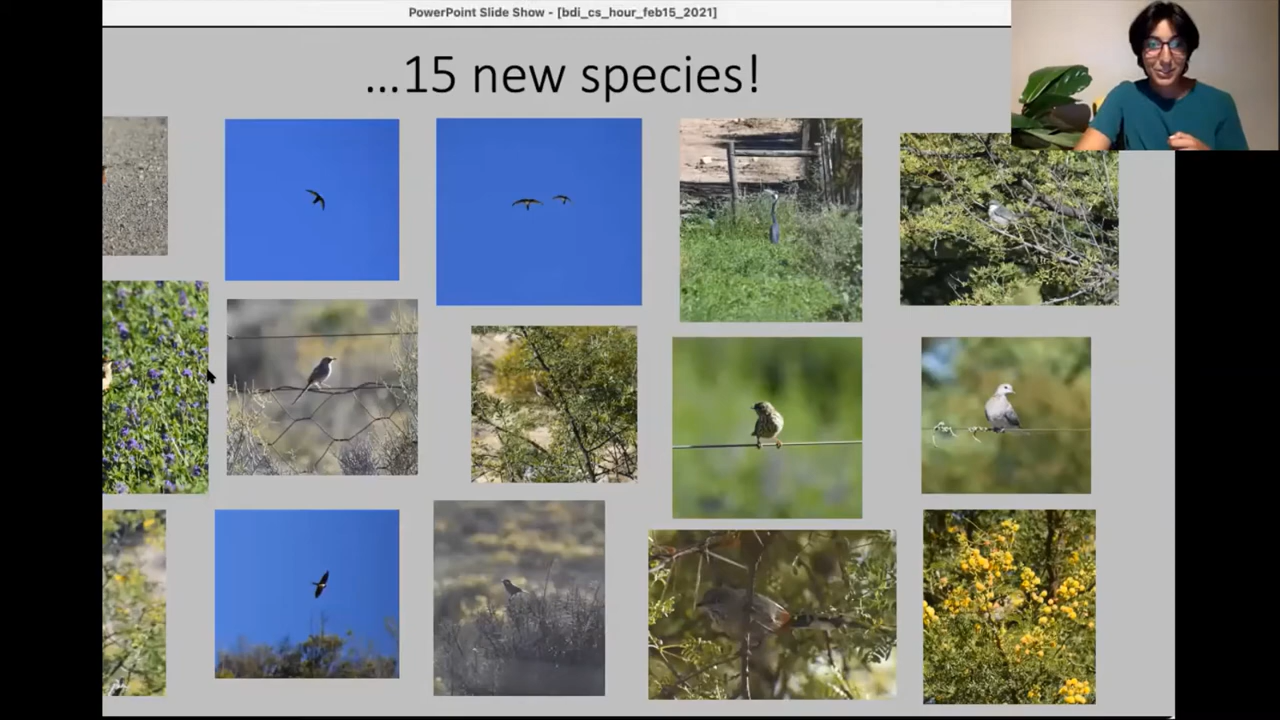 PowerPoint Slide Show - [bdi_cs_hour_feb15_2021]
...15 new species!